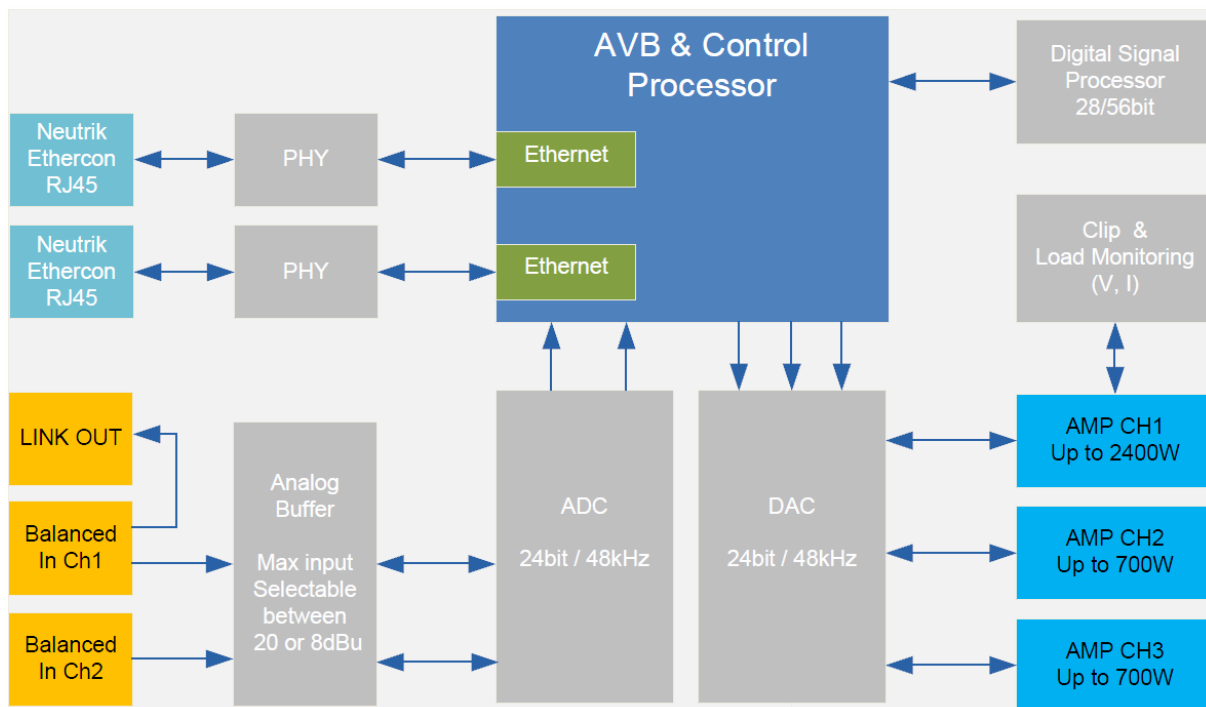 AVB & Control
Processor
Digital Signal
Processor
28/56bit
Neutrik
Ethercon
RJ45
PHY
Ethernet
Neutrik
Ethercon
RJ45
PHY
Ethernet
Clip &
Load Monitoring
(V, I)
LINK OUT
Balanced
In Ch1
Balanced
In Ch2
Analog
Buffer
Max input
Selectable
between
20 or 8dBu
ADC
24bit / 48kHz
DAC
24bit / 48kHz
AMP CH1
Up to 2400W
AMP CH2
Up to 700W
AMP CH3
Up to 700W